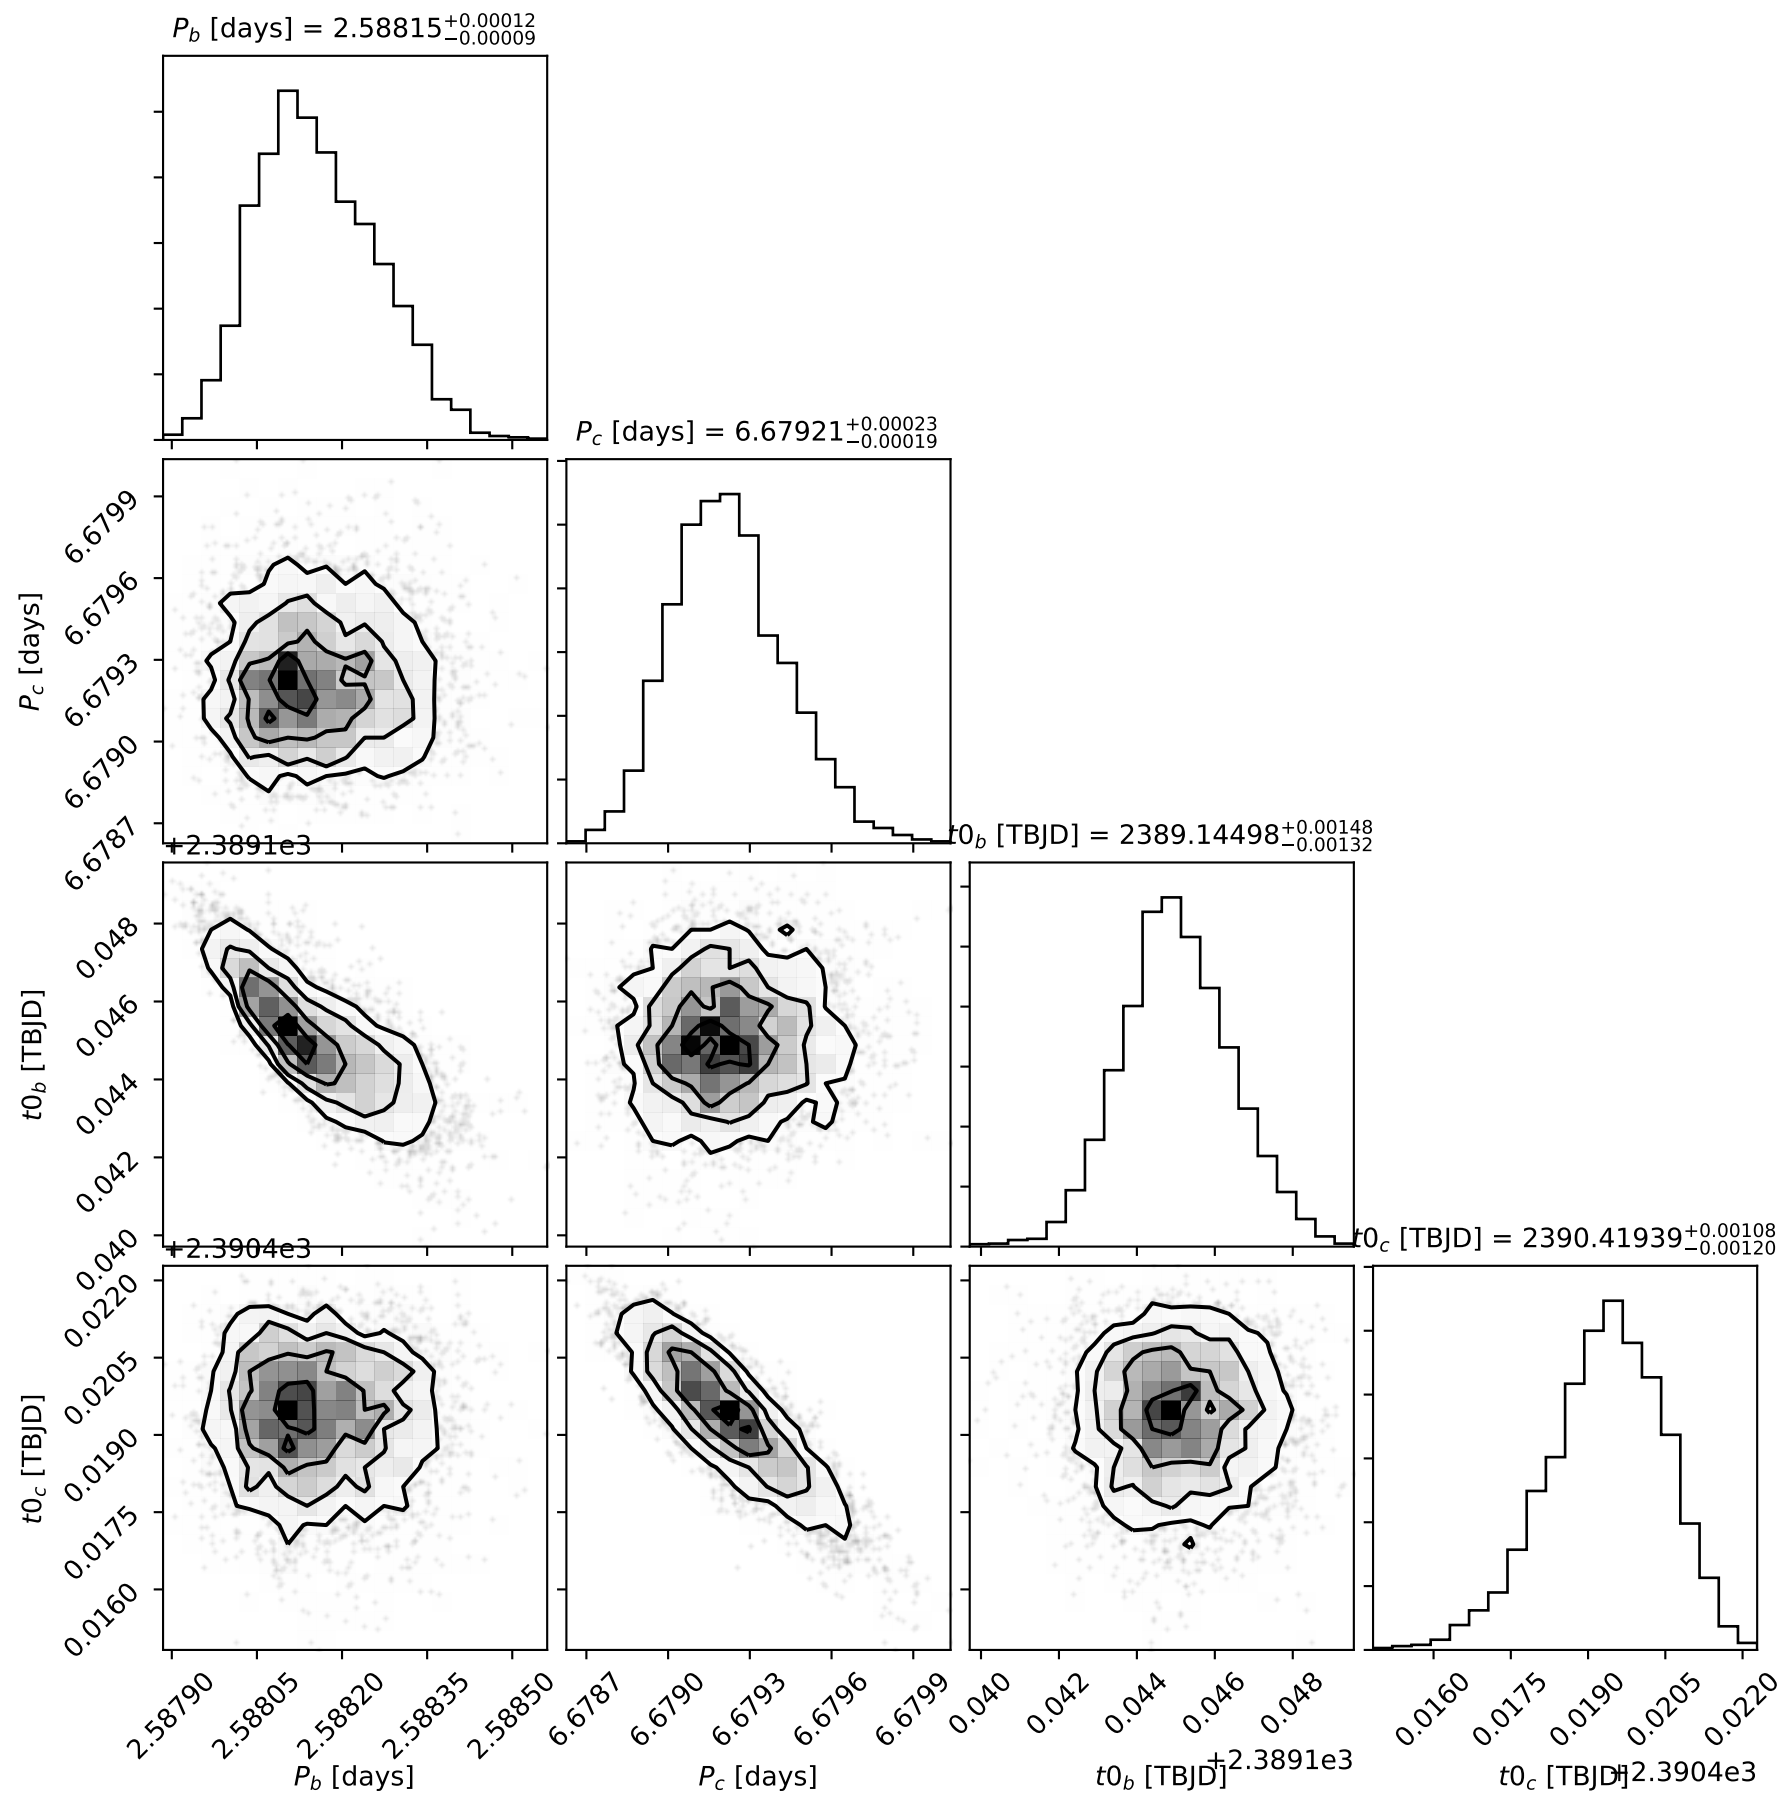 P_b [days] = 2.58815+0.00012 −0.00009
P_c [days] = 6.67921+0.00023 −0.00019
6.6799
6.6796
6.6793
6.6790
6.6787
P_c [days]
+2.3891e3
t0_b [TBJD] = 2389.14498+0.00148 −0.00132
0.048
0.046
0.044
0.042
0.040
t0_b [TBJD]
+2.3904e3
t0_c [TBJD] = 2390.41939+0.00108 −0.00120
0.0220
0.0205
0.0190
0.0175
0.0160
t0_c [TBJD]
2.58790 2.58805 2.58820 2.58835 2.58850
P_b [days]
6.6787 6.6790 6.6793 6.6796 6.6799
P_c [days]
0.040 0.042 0.044 0.046 0.048
+2.3891e3
t0_b [TBJD]
0.0160 0.0175 0.0190 0.0205 0.0220
+2.3904e3
t0_c [TBJD]